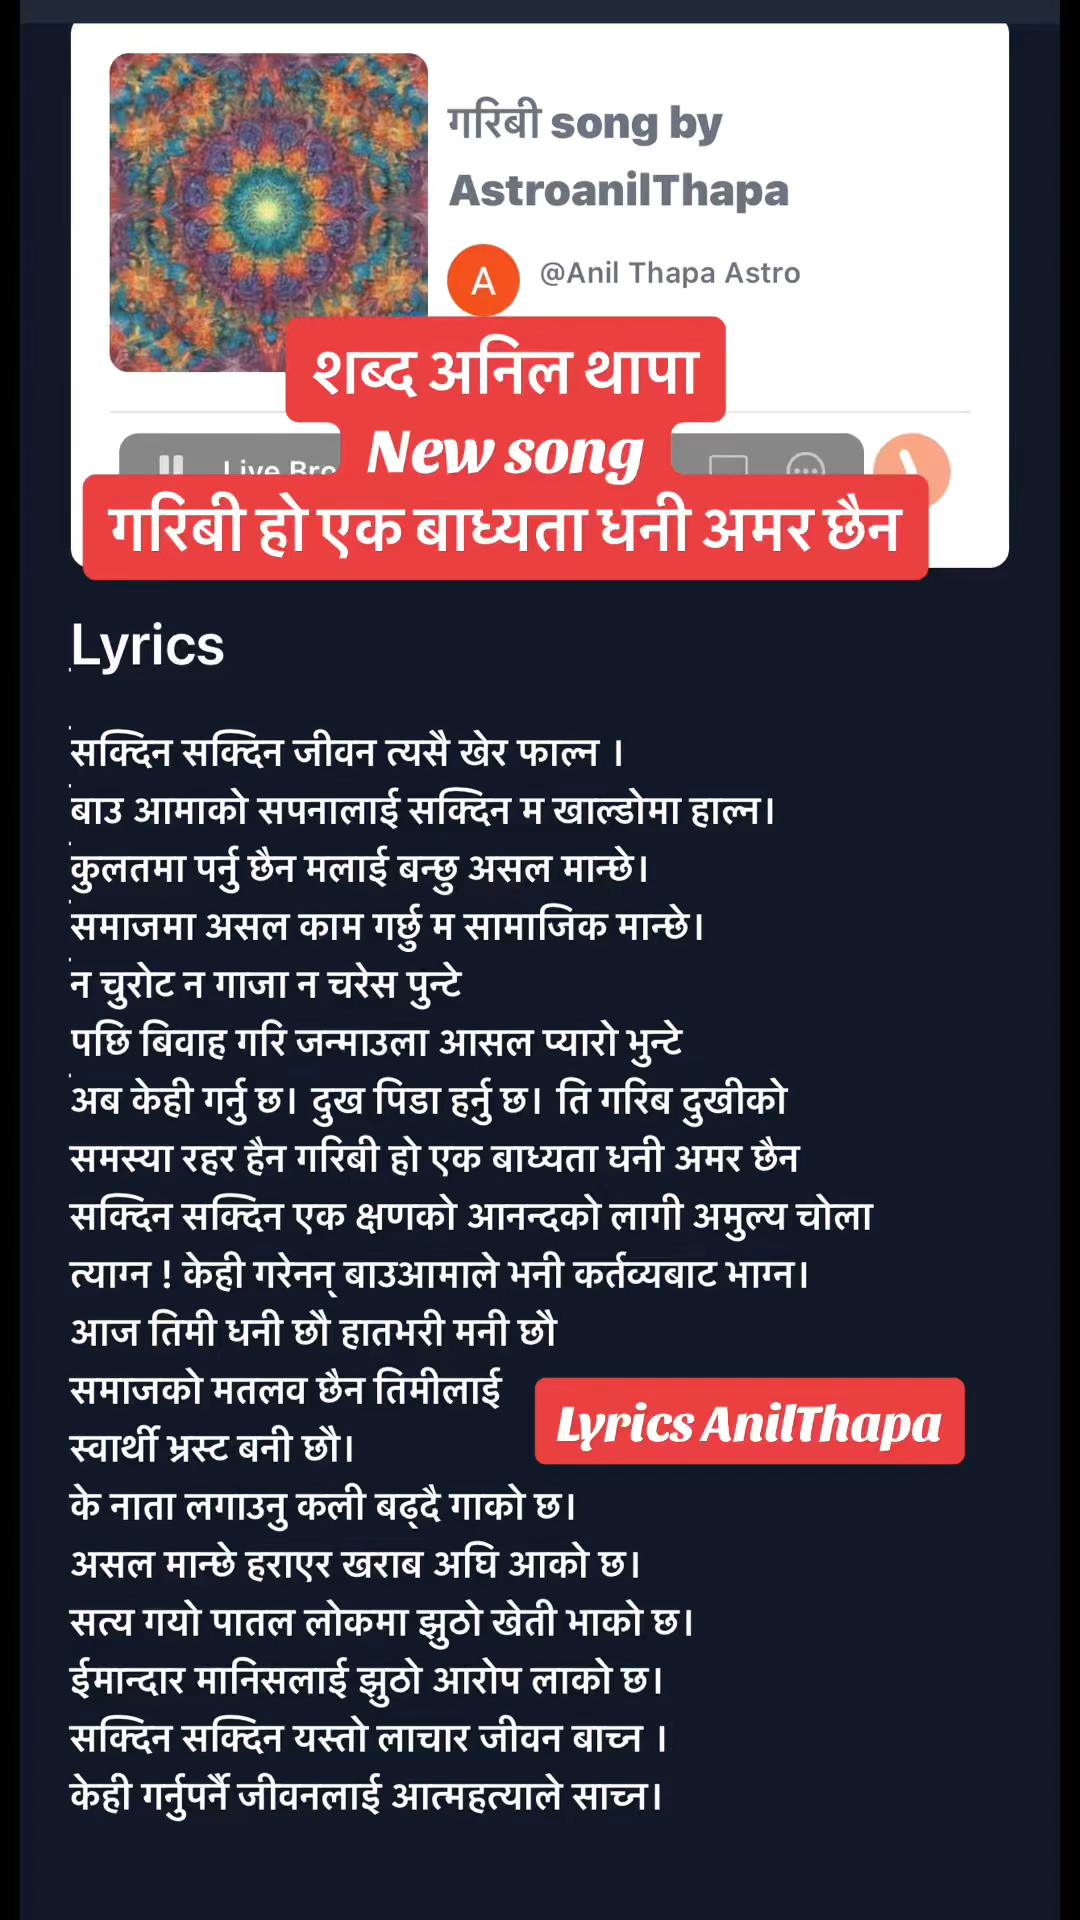 गरिबी song by
AstroanilThapa
A
@Anil Thapa Astro
शब्द अनिल थापा
New song
Live
गरिबी हो एक बाध्यता धनी अमर छैन
Lyrics
सक्दिन सक्दिन जीवन त्यसै खेर फाल्न ।
बाउ आमाको सपनालाई सक्दिन म खाल्डोमा हाल्न।
कुलतमा पर्नु छैन मलाई बन्छु असल मान्छे।
समाजमा असल काम गर्छु म सामाजिक मान्छे।
न चुरोट न गाजा न चरेस पुन्टे
पछि बिवाह गरि जन्माउला आसल प्यारो भुन्टे
अब केही गर्नु छ। दुख पिडा हर्नु छ। ति गरिब दुखीको
समस्या रहर हैन गरिबी हो एक बाध्यता धनी अमर छैन
सक्दिन सक्दिन एक क्षणको आनन्दको लागी अमुल्य चोला
त्याग्न ! केही गरेनन् बाउआमाले भनी कर्तव्यबाट भाग्न।
आज तिमी धनी छौ हातभरी मनी छौ
समाजको मतलव छैन तिमीलाई
स्वार्थी भ्रस्ट बनी छौ।
Lyrics AnilThapa
के नाता लगाउनु कली बढ्दै गाको छ।
असल मान्छे हराएर खराब अघि आको छ।
सत्य गयो पातल लोकमा झुठो खेती भाको छ।
ईमान्दार मानिसलाई झुठो आरोप लाको छ।
सक्दिन सक्दिन यस्तो लाचार जीवन बाच्न ।
केही गर्नुपर्ने जीवनलाई आत्महत्याले साच्न।